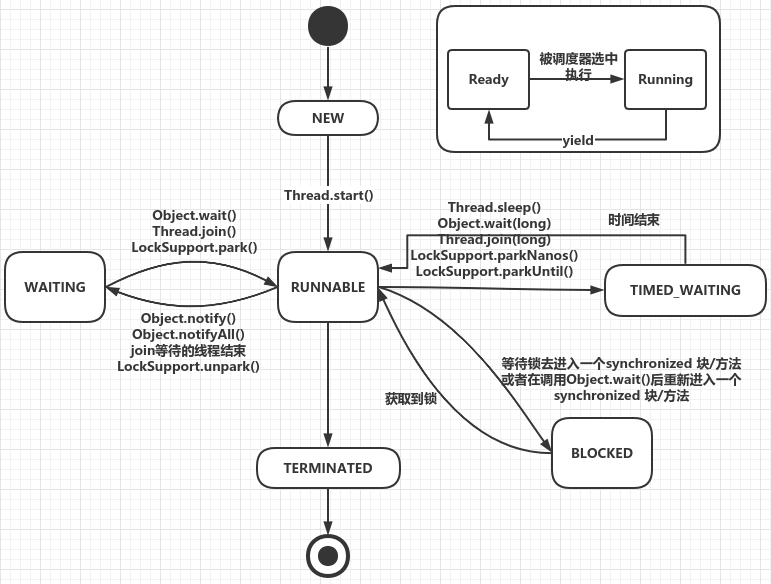 被调度器选中
执行
Ready
Running
yield
NEW
Thread.start()
Object.wait()
Thread.join()
LockSupport.park()
Thread.sleep()
Object.wait(long)
Thread.join(long)
LockSupport.parkNanos()
LockSupport.parkUntil()
时间结束
WAITING
RUNNABLE
TIMED_WAITING
Object.notify()
Object.notifyAll()
join等待的线程结束
LockSupport.unpark()
等待锁去进入一个synchronized 块/方法
或者在调用Object.wait()后重新进入一个
synchronized 块/方法
获取到锁
BLOCKED
TERMINATED